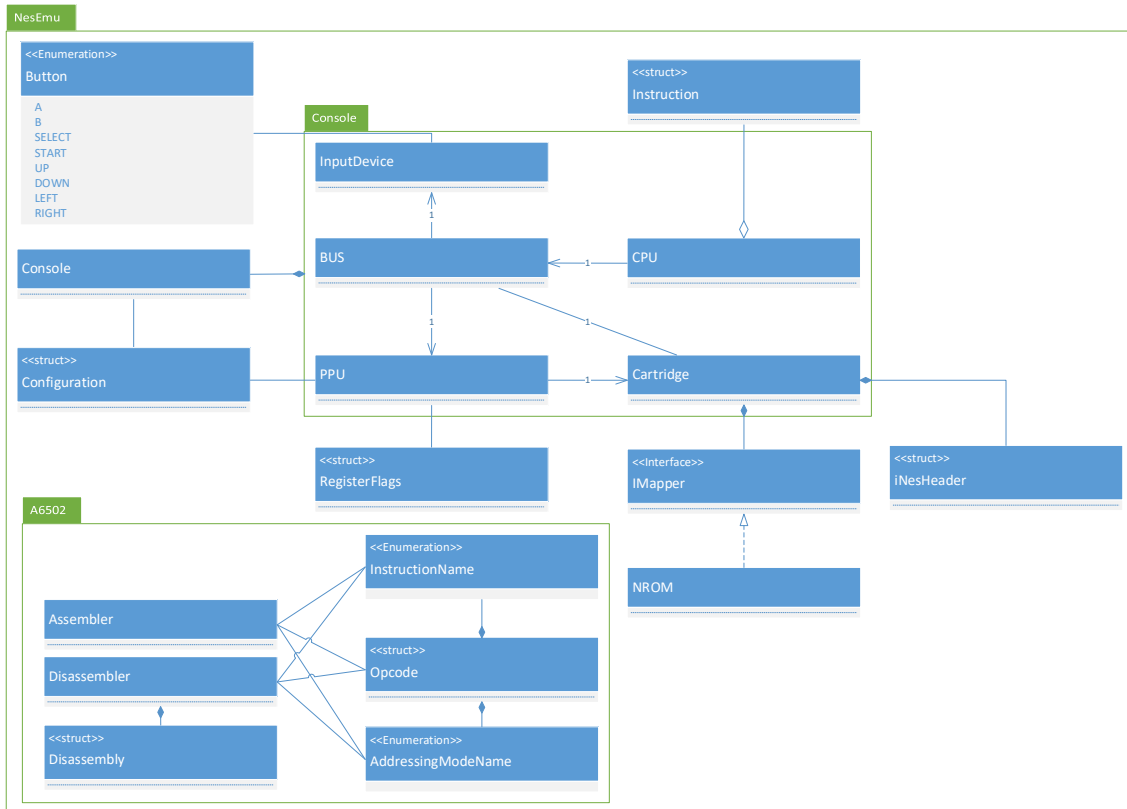 NesEmu
<<Enumeration>>
Button
A
B
SELECT
START
UP
DOWN
LEFT
RIGHT
<<struct>>
Instruction
Console
InputDevice
1
BUS
1
CPU
Console
1
1
<<struct>>
Configuration
PPU
1
Cartridge
<<struct>>
RegisterFlags
<<Interface>>
IMapper
<<struct>>
iNesHeader
A6502
<<Enumeration>>
InstructionName
NROM
Assembler
<<struct>>
Opcode
Disassembler
<<struct>>
Disassembly
<<Enumeration>>
AddressingModeName